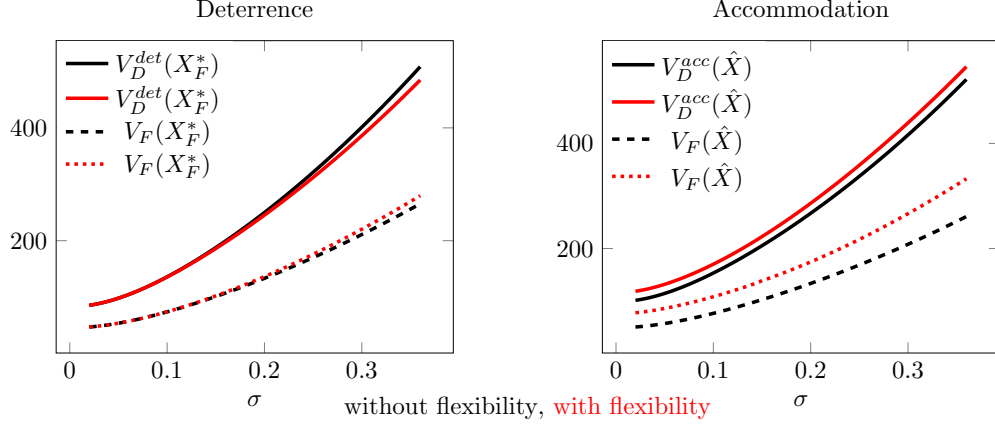 Deterrence
V_D^{det}(X_F^*)
V_D^{det}(X_F^*)
V_F(X_F^*)
V_F(X_F^*)
400
200
0 0.1 0.2 0.3
σ
Accommodation
V_D^{acc}(\hat{X})
V_D^{acc}(\hat{X})
V_F(\hat{X})
V_F(\hat{X})
400
200
0 0.1 0.2 0.3
σ
without flexibility, with flexibility